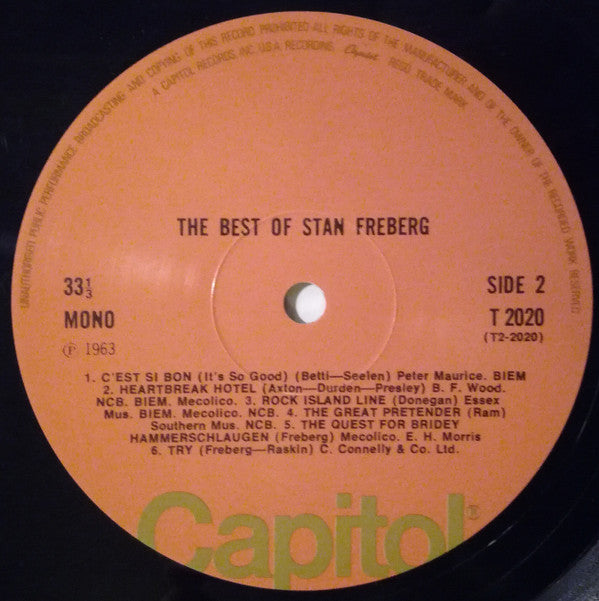 UNAUTHORISED PUBLIC PERFORMANCE BROADCASTING AND COPYING OF THIS RECORD PROHIBITED ALL RIGHTS OF THE MANUFACTURER AND OF THE OWNER OF THE RECORDED WORK RESERVED
A CAPITOL RECORDS INC. U.S.A. RECORDING. Capitol REGD. TRADE MARK.
THE BEST OF STAN FREBERG
33⅓
MONO
Ⓟ 1963
SIDE 2
T 2020
(T2-2020)
1. C'EST SI BON (It's So Good) (Betti—Seelen) Peter Maurice. BIEM
2. HEARTBREAK HOTEL (Axton—Durden—Presley) B. F. Wood.
NCB. BIEM. Mecolico. 3. ROCK ISLAND LINE (Donegan) Essex
Mus. BIEM. Mecolico. NCB. 4. THE GREAT PRETENDER (Ram)
Southern Mus. NCB. 5. THE QUEST FOR BRIDEY
HAMMERSCHLAUGEN (Freberg) Mecolico. E. H. Morris
6. TRY (Freberg—Raskin) C. Connelly & Co. Ltd.
Capitol®